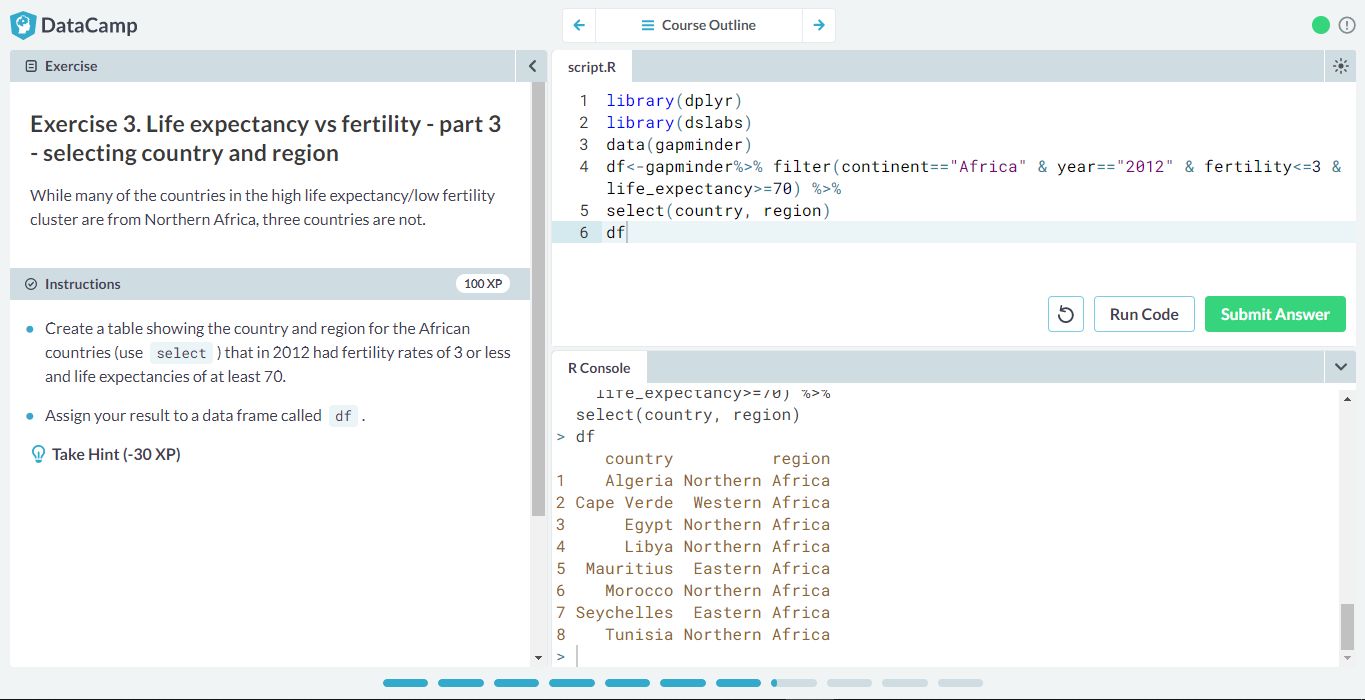 DataCamp
Course Outline
Exercise
Exercise 3. Life expectancy vs fertility - part 3
- selecting country and region
While many of the countries in the high life expectancy/low fertility
cluster are from Northern Africa, three countries are not.
Instructions
100 XP
Create a table showing the country and region for the African
countries (use select ) that in 2012 had fertility rates of 3 or less
and life expectancies of at least 70.
Assign your result to a data frame called df .
Take Hint (-30 XP)
script.R
1 library(dplyr)
2 library(dslabs)
3 data(gapminder)
4 df<-gapminder%>% filter(continent=="Africa" & year=="2012" & fertility<=3 &
life_expectancy>=70) %>%
5 select(country, region)
6 df
Run Code
Submit Answer
R Console
life_expectancy>=70) %>%
select(country, region)
> df
country region
1 Algeria Northern Africa
2 Cape Verde Western Africa
3 Egypt Northern Africa
4 Libya Northern Africa
5 Mauritius Eastern Africa
6 Morocco Northern Africa
7 Seychelles Eastern Africa
8 Tunisia Northern Africa
>